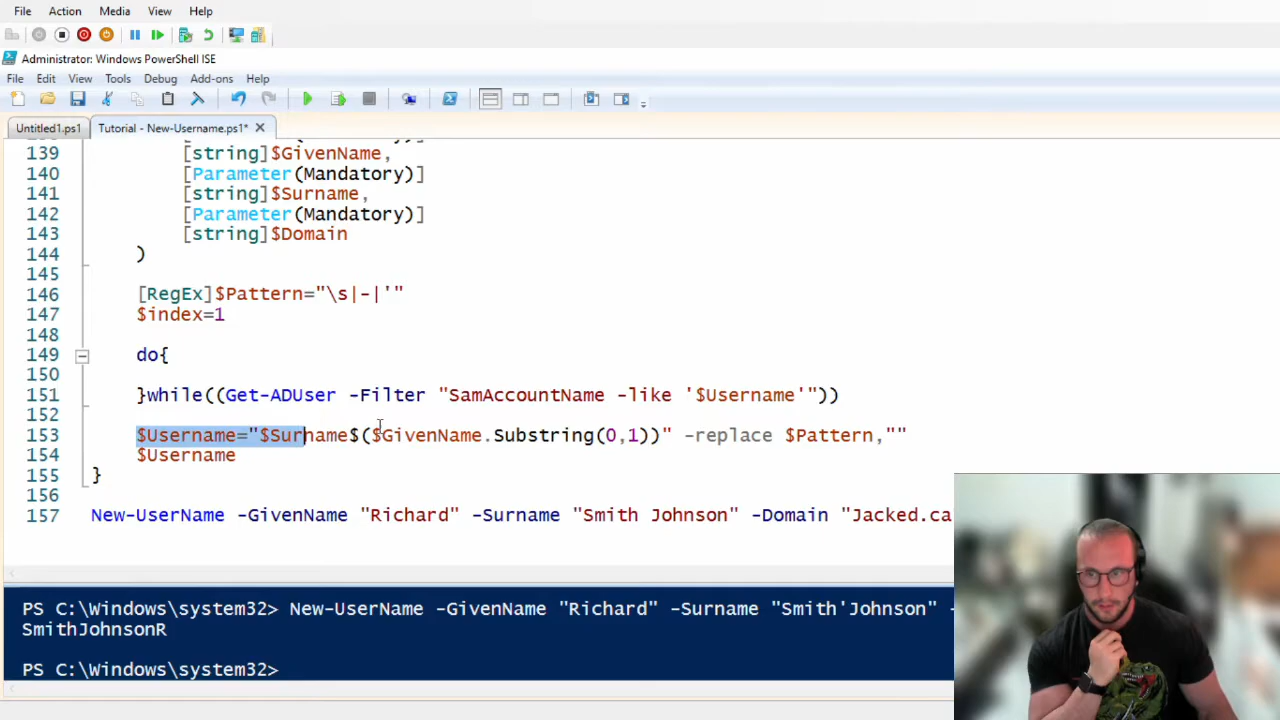 File Action Media View Help
Administrator: Windows PowerShell ISE
File Edit View Tools Debug Add-ons Help
Untitled1.ps1 Tutorial - New-Username.ps1*
139 [string]$GivenName,
140 [Parameter(Mandatory)]
141 [string]$Surname,
142 [Parameter(Mandatory)]
143 [string]$Domain
144 )
145
146 [RegEx]$Pattern="\s|-|'"
147 $index=1
148
149 do{
150
151 }while((Get-ADUser -Filter "SamAccountName -like '$Username'"))
152
153 $Username="$Surname$($GivenName.Substring(0,1))" -replace $Pattern,""
154 $Username
155 }
156
157 New-UserName -GivenName "Richard" -Surname "Smith Johnson" -Domain "Jacked.ca
PS C:\Windows\system32> New-UserName -GivenName "Richard" -Surname "Smith'Johnson" -
SmithJohnsonR
PS C:\Windows\system32>